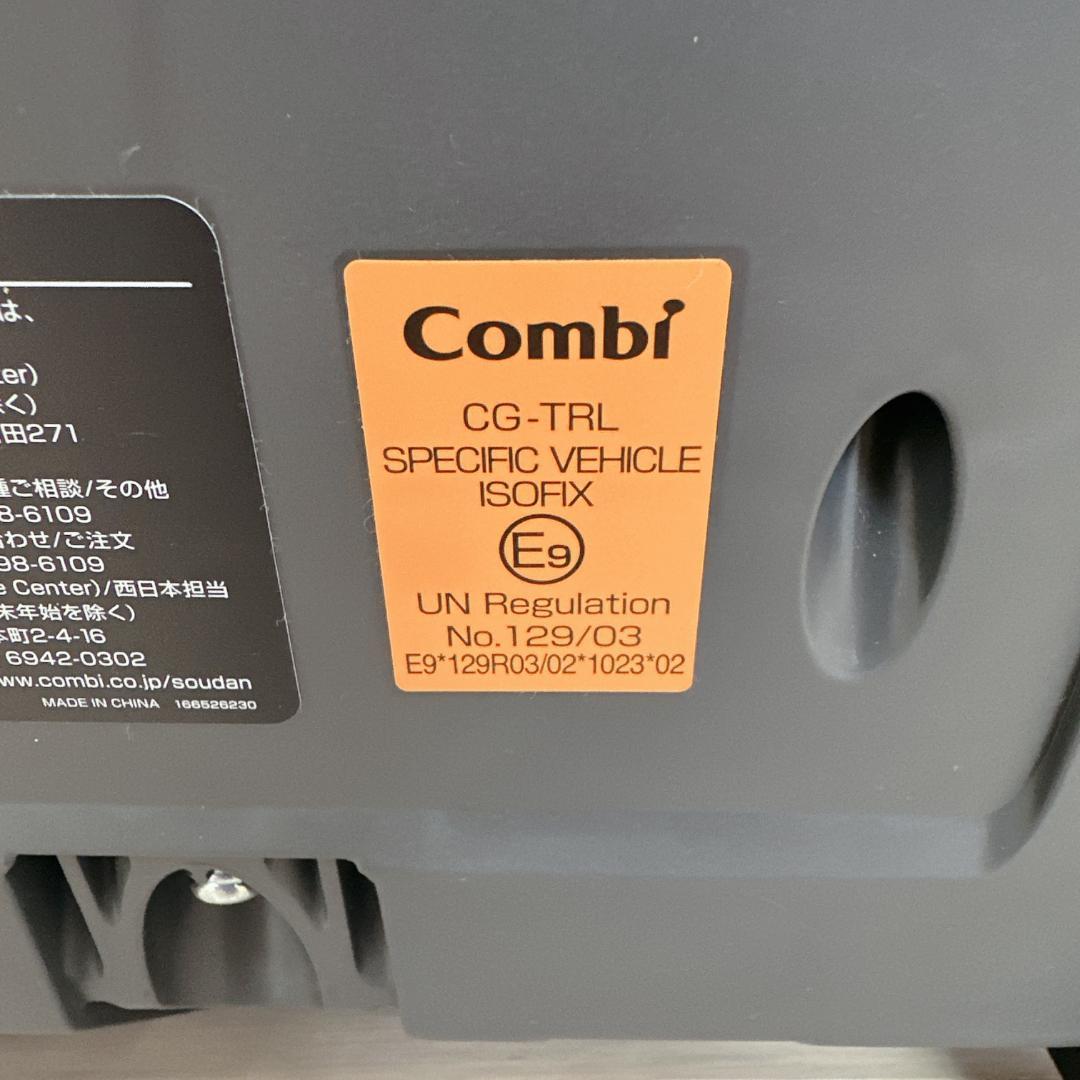 は、
ter)
く)
田271
ご相談/その他
8-6109
わせ/ご注文
98-6109
e Center)/西日本担当
末年始を除く)
本町2-4-16
6942-0302
ww.combi.co.jp/soudan
MADE IN CHINA 166526230
Combi
CG-TRL
SPECIFIC VEHICLE
ISOFIX
E9
UN Regulation
No.129/03
E9*129R03/02*1023*02